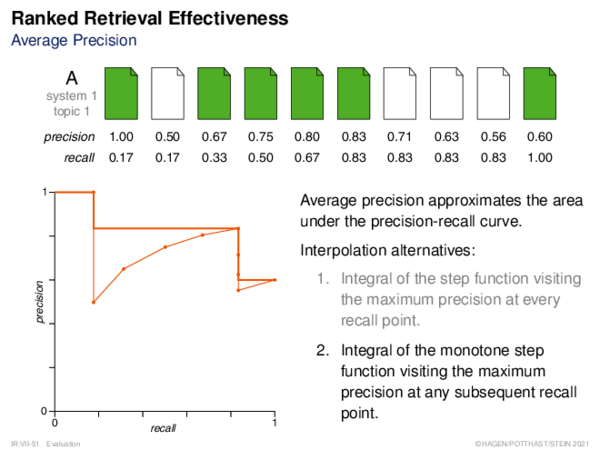 Ranked Retrieval Effectiveness
Average Precision
A
system 1
topic 1
precision 1.00 0.50 0.67 0.75 0.80 0.83 0.71 0.63 0.56 0.60
recall 0.17 0.17 0.33 0.50 0.67 0.83 0.83 0.83 0.83 1.00
1
precision
0
0
recall
1
Average precision approximates the area
under the precision-recall curve.
Interpolation alternatives:
1. Integral of the step function visiting
the maximum precision at every
recall point.
2. Integral of the monotone step
function visiting the maximum
precision at any subsequent recall
point.
IR:VII-51 Evaluation
©HAGEN/POTTHAST/STEIN 2021